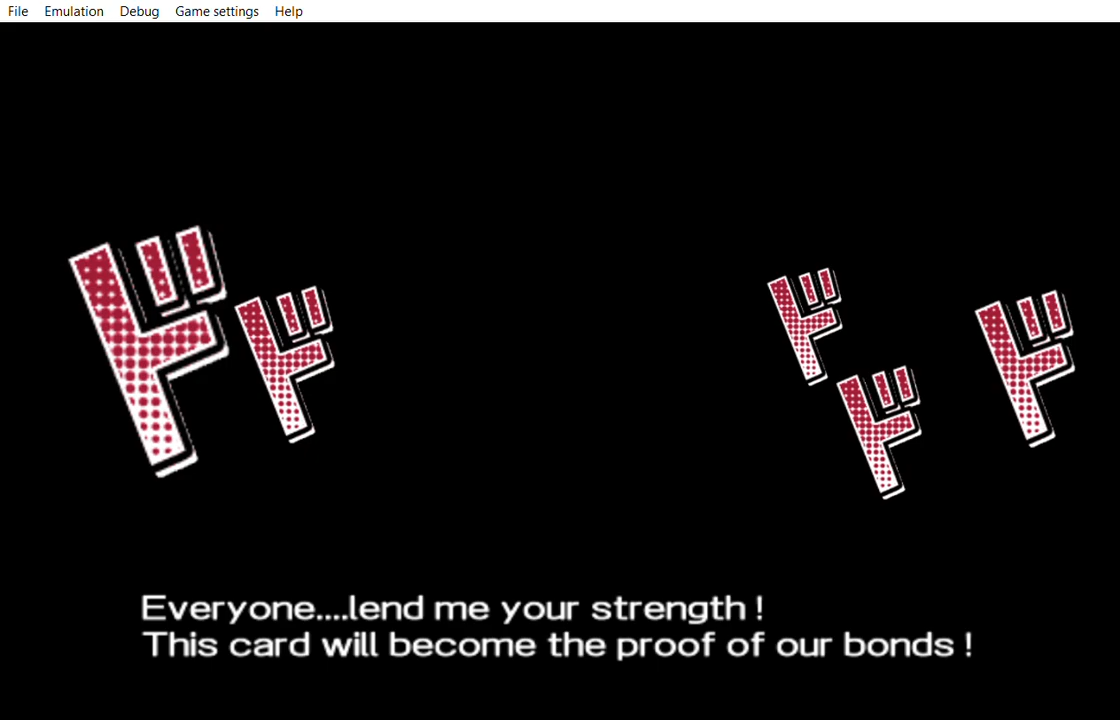 File Emulation Debug Game settings Help
ド ド ド ド ド
Everyone....lend me your strength !
This card will become the proof of our bonds !